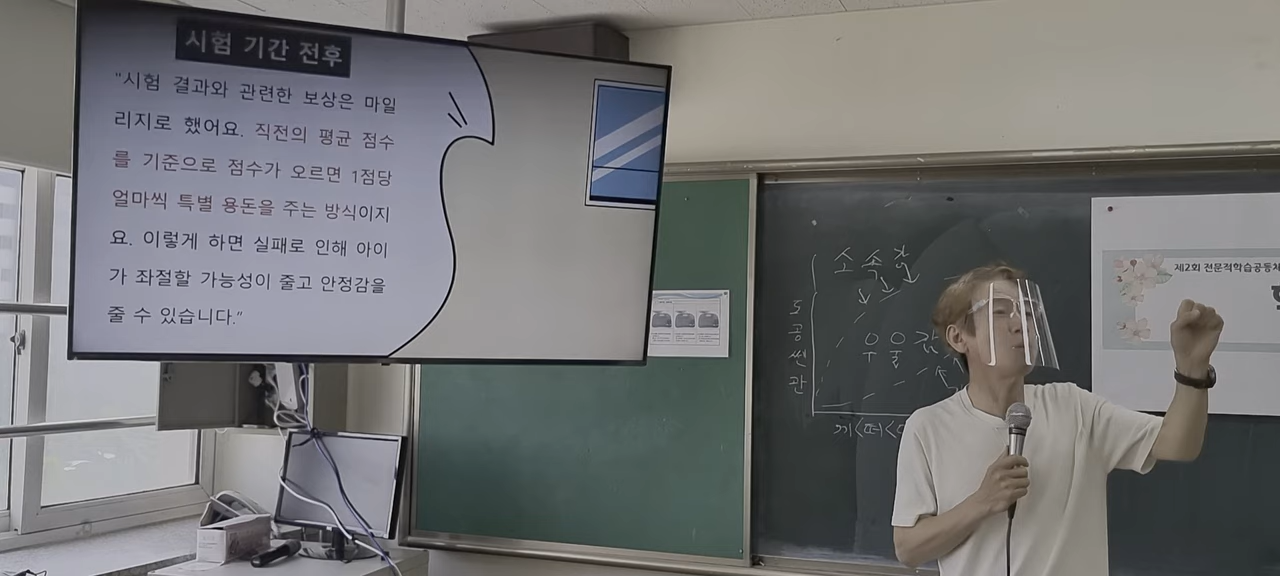 시험 기간 전후
"시험 결과와 관련한 보상은 마일
리지로 했어요. 직전의 평균 점수
를 기준으로 점수가 오르면 1점당
얼마씩 특별 용돈을 주는 방식이지
요. 이렇게 하면 실패로 인해 아이
가 좌절할 가능성이 줄고 안정감을
줄 수 있습니다."
소속
우울감
도
공
쎈
관
제2회 전문적학습공동체